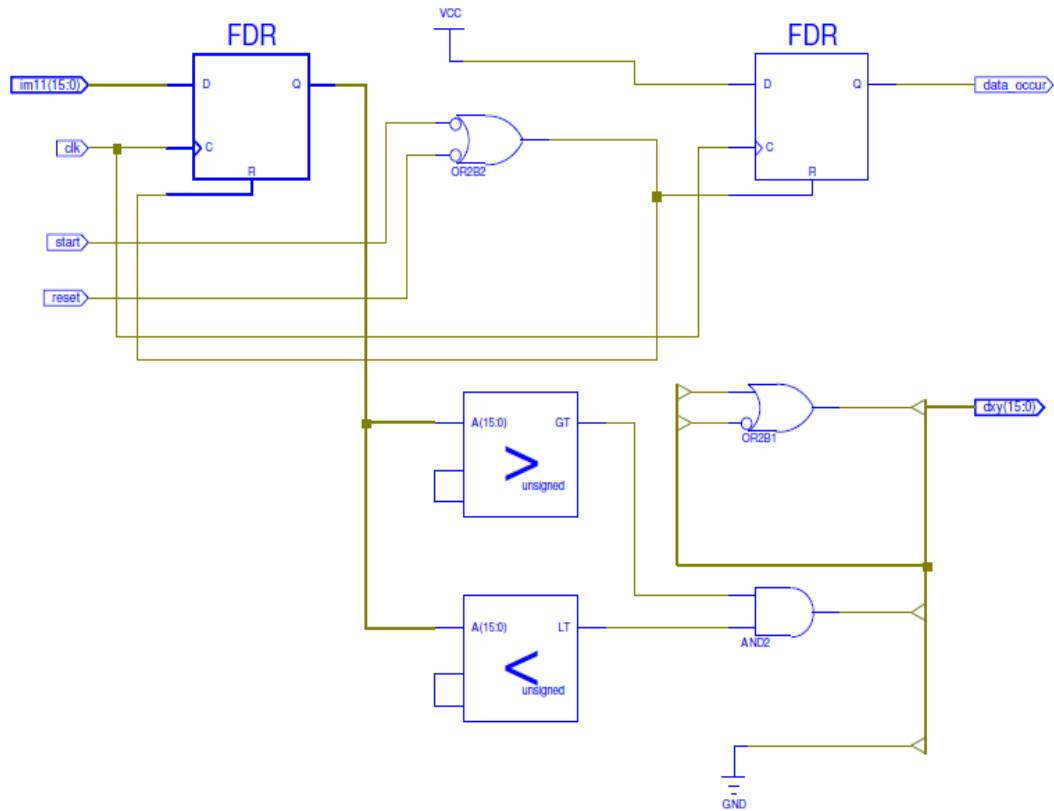 VCC
FDR
FDR
im11(15:0)
D
Q
D
Q
data_occur
clk
C
C
R
OR2B2
R
start
reset
A(15:0)
GT
>
unsigned
OR2B1
dxy(15:0)
A(15:0)
LT
<
unsigned
AND2
GND